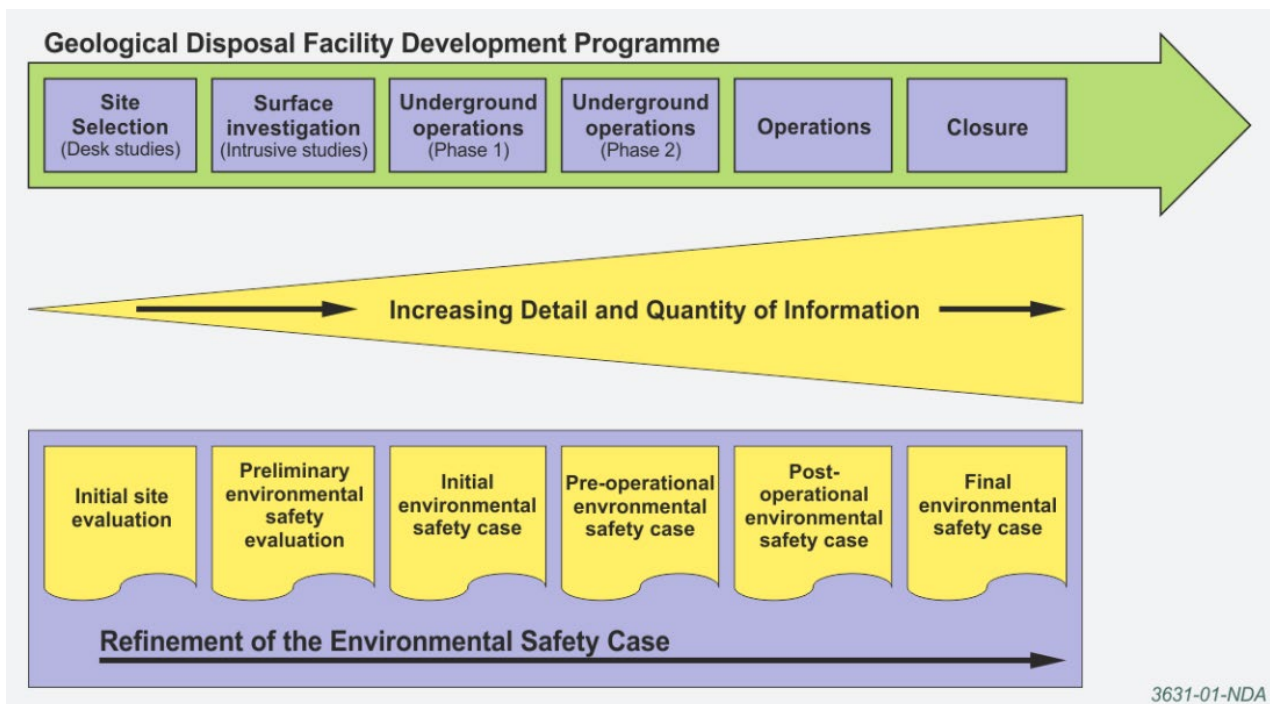 Geological Disposal Facility Development Programme
Site
Selection
(Desk studies)
Surface
investigation
(Intrusive studies)
Underground
operations
(Phase 1)
Underground
operations
(Phase 2)
Operations
Closure
Increasing Detail and Quantity of Information
Initial site
evaluation
Preliminary
environmental
safety
evaluation
Initial
environmental
safety case
Pre-operational
envronmental
safety case
Post-
operational
environmental
safety case
Final
environmental
safety case
Refinement of the Environmental Safety Case
3631-01-NDA